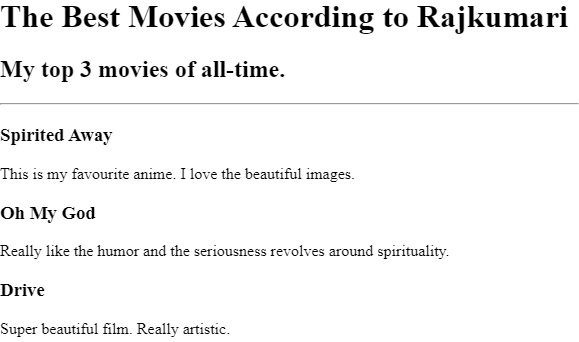 The Best Movies According to Rajkumari
My top 3 movies of all-time.
Spirited Away
This is my favourite anime. I love the beautiful images.
Oh My God
Really like the humor and the seriousness revolves around spirituality.
Drive
Super beautiful film. Really artistic.